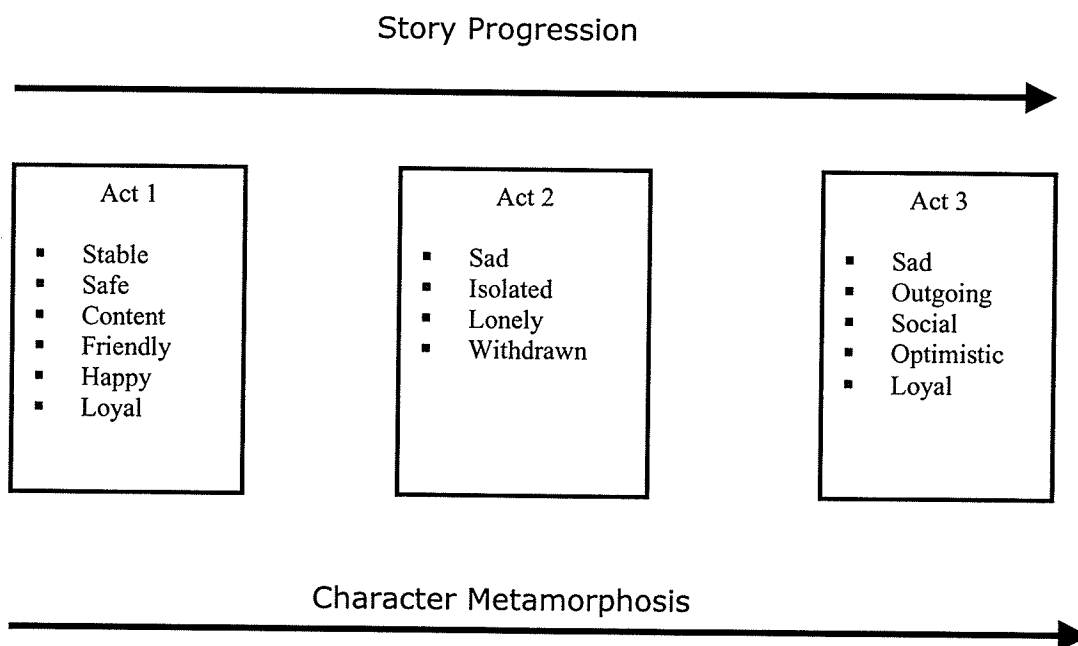 Story Progression
Act 1
▪ Stable
▪ Safe
▪ Content
▪ Friendly
▪ Happy
▪ Loyal
Act 2
▪ Sad
▪ Isolated
▪ Lonely
▪ Withdrawn
Act 3
▪ Sad
▪ Outgoing
▪ Social
▪ Optimistic
▪ Loyal
Character Metamorphosis